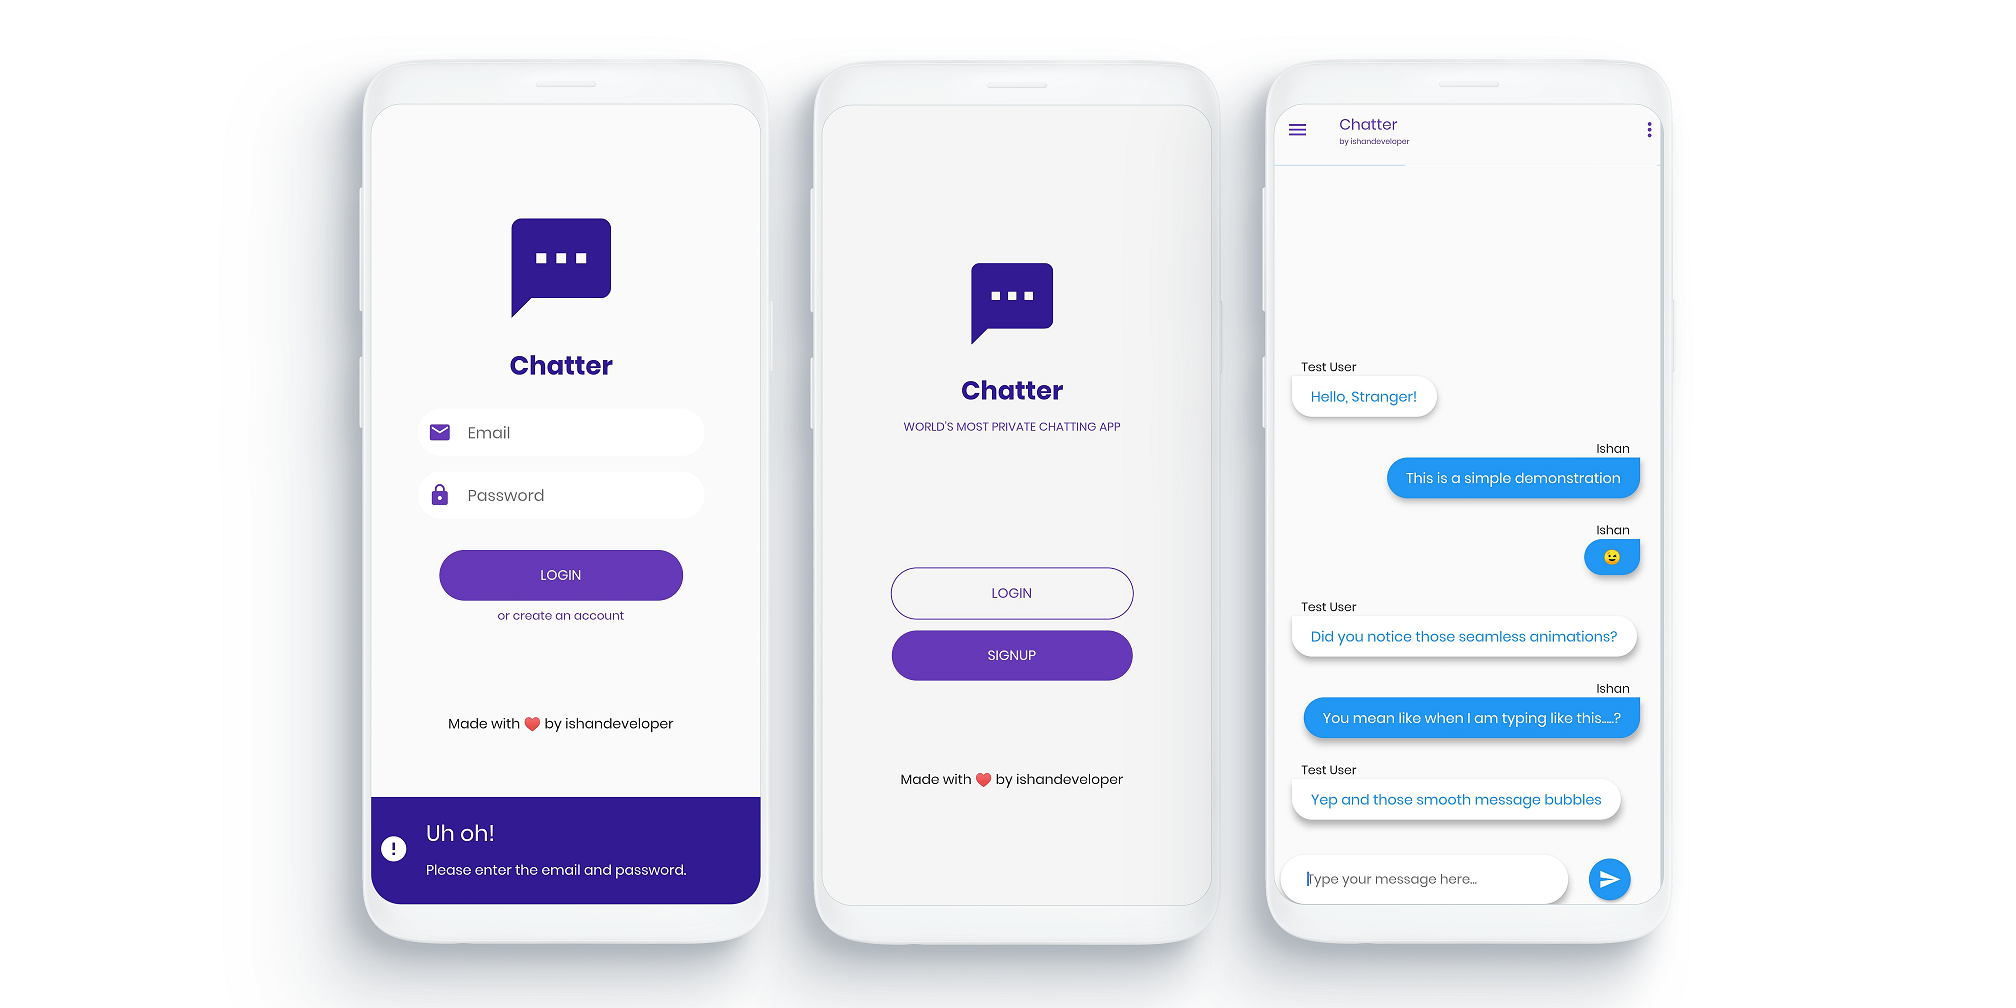 Chatter
Email
Password
LOGIN
or create an account
Made with ❤️ by ishandeveloper
Uh oh!
Please enter the email and password.
Chatter
WORLD'S MOST PRIVATE CHATTING APP
LOGIN
SIGNUP
Made with ❤️ by ishandeveloper
Chatter
by ishandeveloper
Test User
Hello, Stranger!
Ishan
This is a simple demonstration
Ishan
😉
Test User
Did you notice those seamless animations?
Ishan
You mean like when I am typing like this.....?
Test User
Yep and those smooth message bubbles
Type your message here...